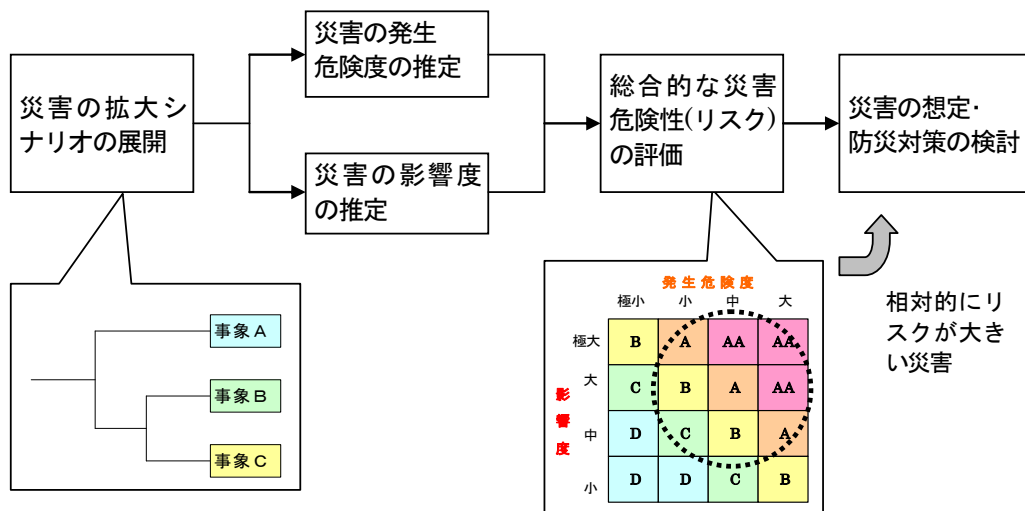 災害の拡大シ
ナリオの展開
災害の発生
危険度の推定
災害の影響度
の推定
総合的な災害
危険性(リスク)
の評価
災害の想定・
防災対策の検討
事象A
事象B
事象C
発生危険度
極小 小 中 大
影響度
極大 B A AA AA
大 C B A AA
中 D C B A
小 D D C B
相対的にリ
スクが大き
い災害